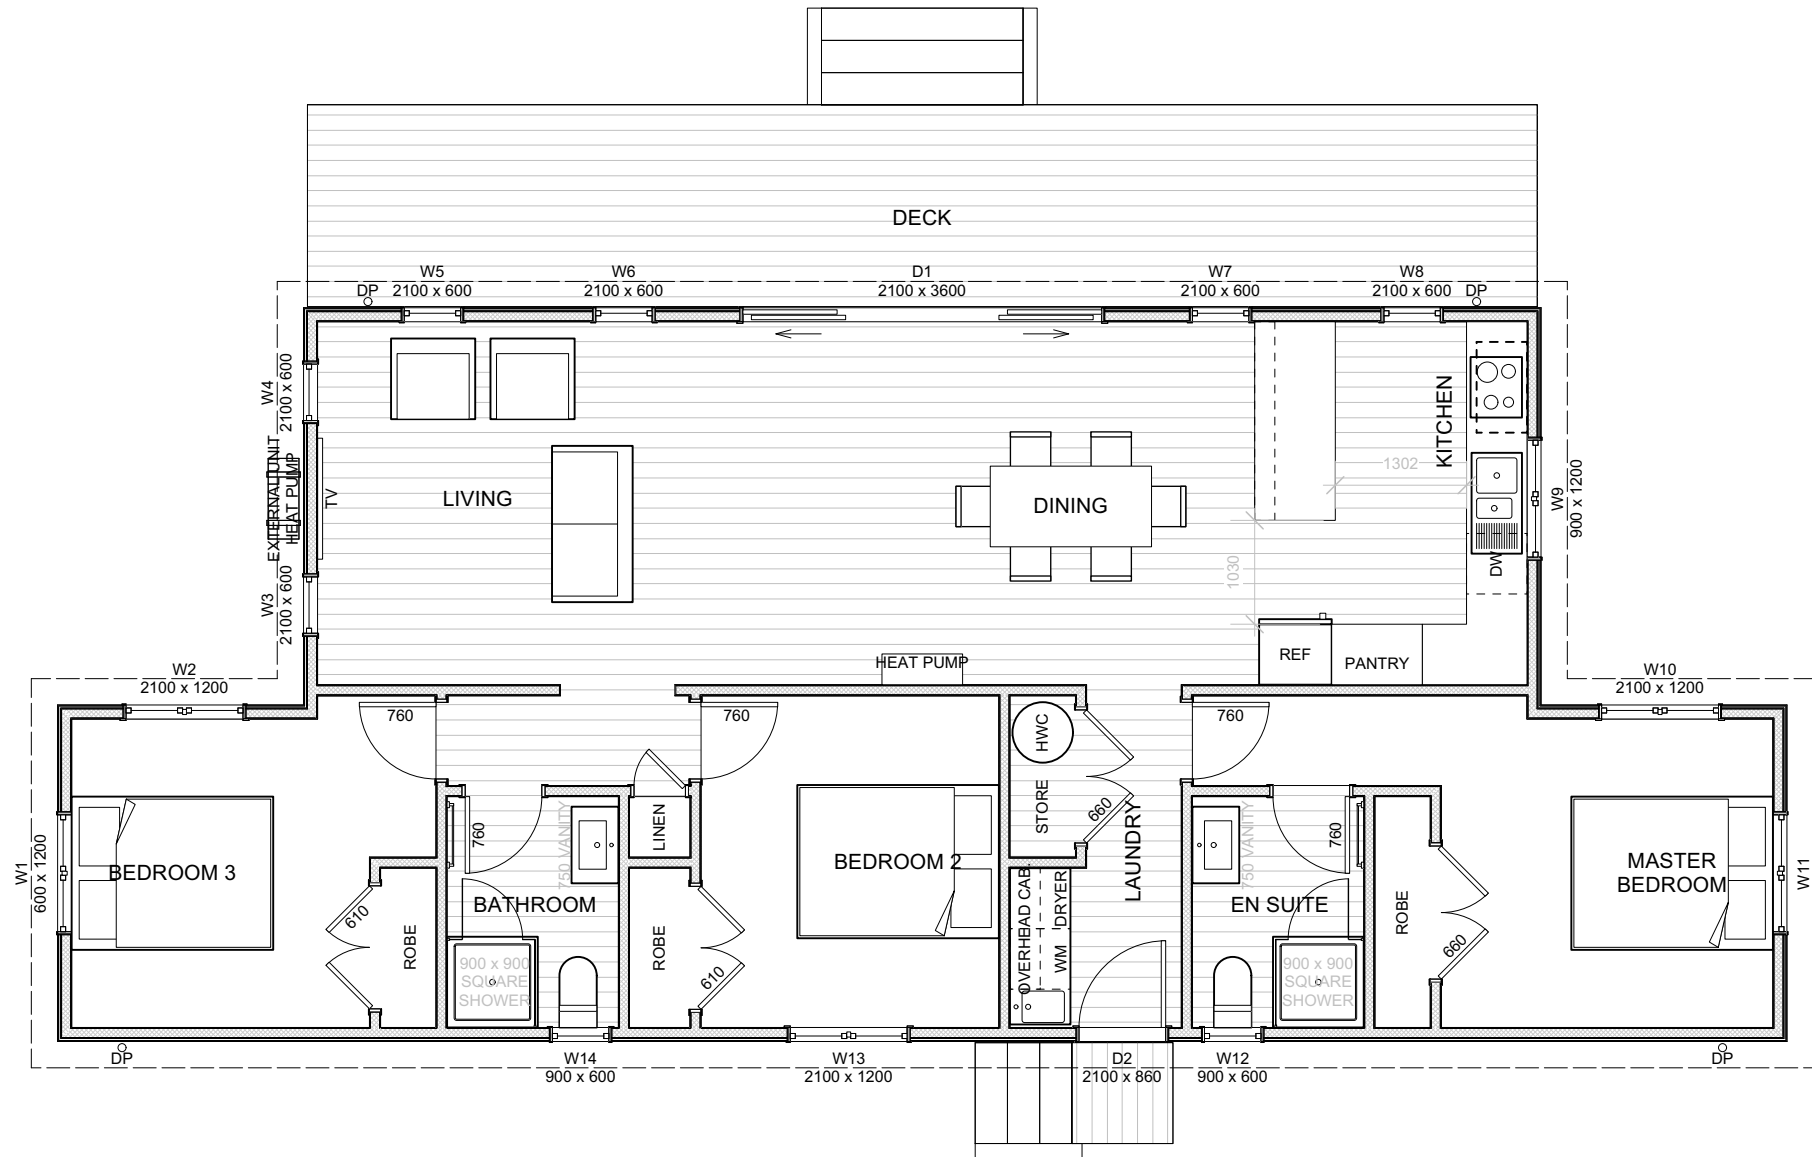 DECK
W5
2100 x 600
W6
2100 x 600
D1
2100 x 3600
W7
2100 x 600
W8
2100 x 600
DP
DP
W4
2100 x 600
EXTERNAL UNIT
HEAT PUMP
TV
W3
2100 x 600
LIVING
DINING
KITCHEN
1302
1030
DW
W9
900 x 1200
REF
PANTRY
HEAT PUMP
W2
2100 x 1200
W10
2100 x 1200
760
760
760
HWC
STORE
660
LAUNDRY
W1
600 x 1200
BEDROOM 3
610
ROBE
760
750 VANITY
BATHROOM
900 x 900
SQUARE
SHOWER
LINEN
ROBE
610
BEDROOM 2
OVERHEAD CAB.
WM
DRYER
750 VANITY
760
EN SUITE
900 x 900
SQUARE
SHOWER
ROBE
660
MASTER
BEDROOM
W11
DP
W14
900 x 600
W13
2100 x 1200
D2
2100 x 860
W12
900 x 600
DP